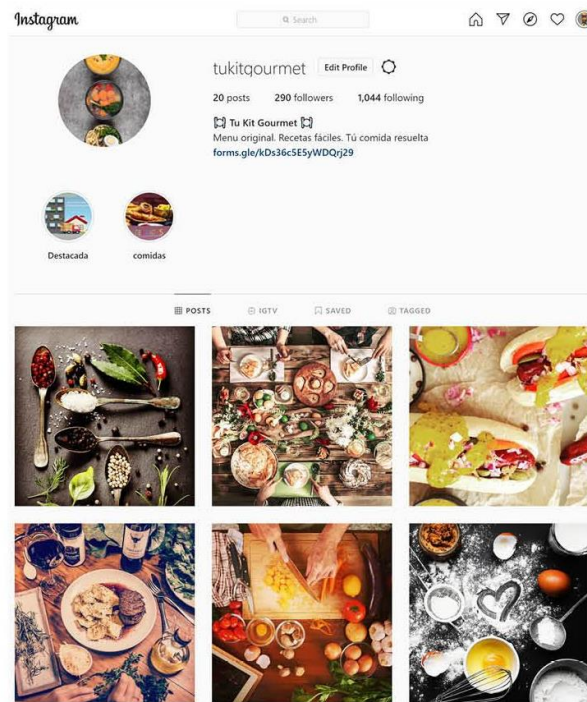 Instagram
Search
tukitgourmet Edit Profile
20 posts 290 followers 1,044 following
Tu Kit Gourmet
Menu original. Recetas fáciles. Tú comida resuelta
forms.gle/kDs36c5E5yWDQrj29
Destacada comidas
POSTS IGTV SAVED TAGGED